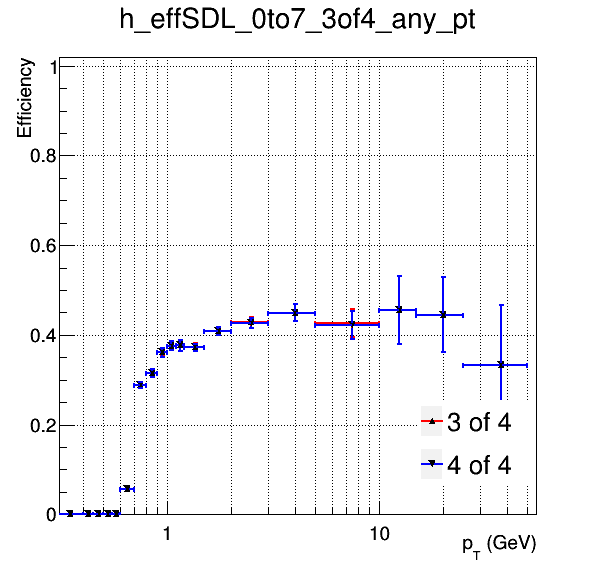 h_effSDL_0to7_3of4_any_pt
Efficiency
1
0.8
0.6
0.4
0.2
0
3 of 4
4 of 4
1
10
p_T (GeV)